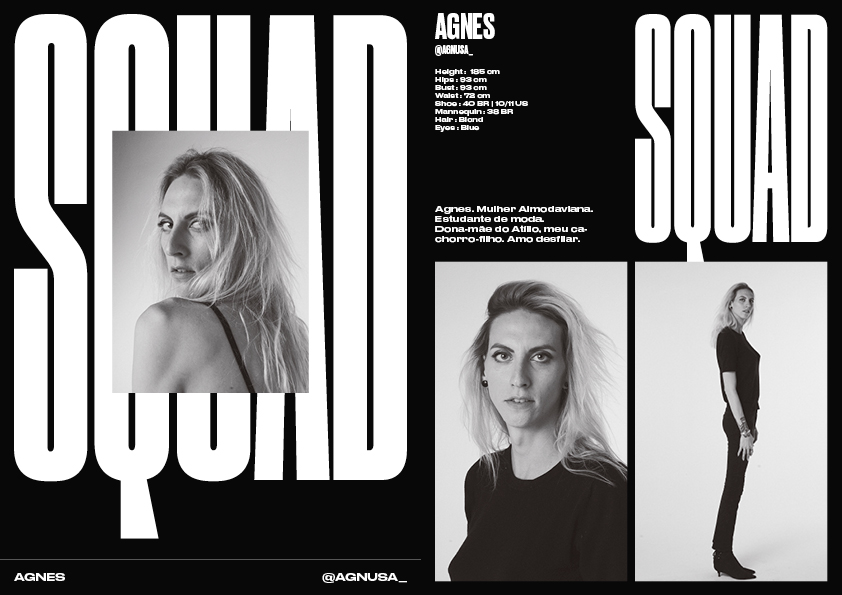 SQUAD
AGNES
@AGNUSA_
AGNES
@AGNUSA_
Height : 185 cm
Hips : 93 cm
Bust : 93 cm
Waist : 72 cm
Shoe : 40 BR | 10/11 US
Mannequin : 38 BR
Hair : Blond
Eyes : Blue
Agnes. Mulher Almodaviana.
Estudante de moda.
Dona-mãe do Atílio, meu ca-
chorro-filho. Amo desfilar.
SQUAD